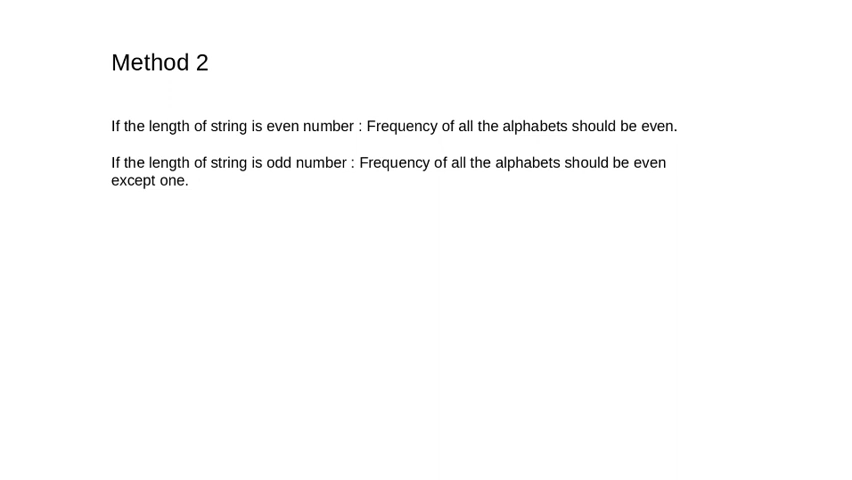 Method 2
If the length of string is even number : Frequency of all the alphabets should be even.
If the length of string is odd number : Frequency of all the alphabets should be even
except one.